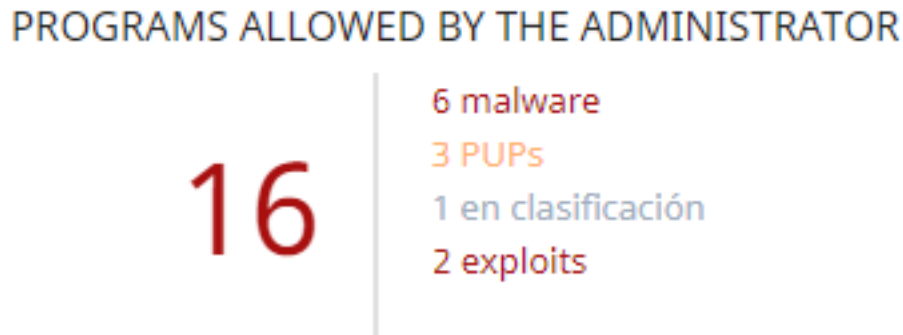 PROGRAMS ALLOWED BY THE ADMINISTRATOR
16
6 malware
3 PUPs
1 en clasificación
2 exploits